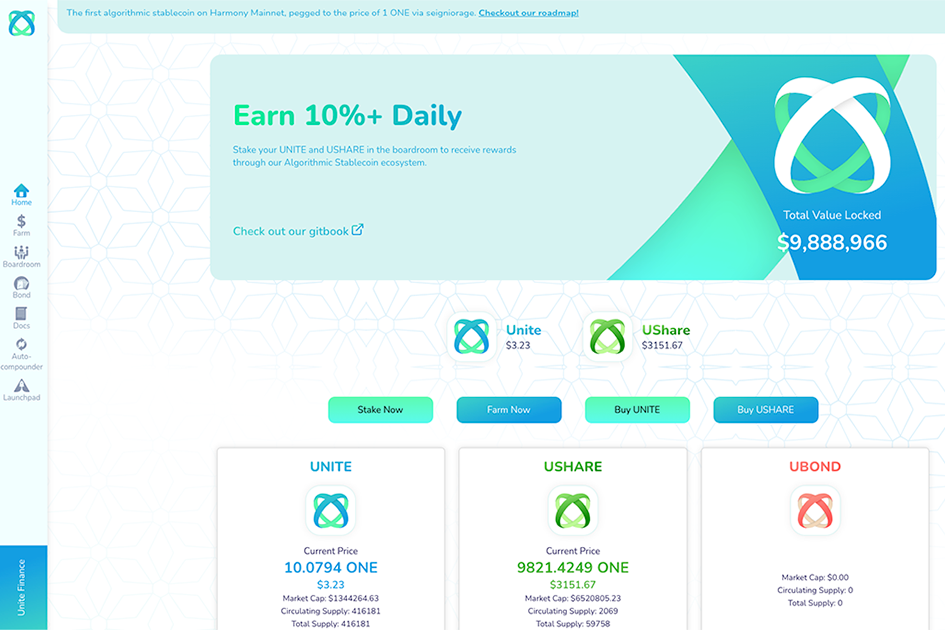 The first algorithmic stablecoin on Harmony Mainnet, pegged to the price of 1 ONE via seigniorage. Checkout our roadmap!
Earn 10%+ Daily
Stake your UNITE and USHARE in the boardroom to receive rewards
through our Algorithmic Stablecoin ecosystem.
Check out our gitbook
Total Value Locked
$9,888,966
Home
Farm
Boardroom
Bond
Docs
Auto-
compounder
Launchpad
Unite Finance
Unite
$3.23
UShare
$3151.67
Stake Now
Farm Now
Buy UNITE
Buy USHARE
UNITE
Current Price
10.0794 ONE
$3.23
Market Cap: $1344264.63
Circulating Supply: 416181
Total Supply: 416181
USHARE
Current Price
9821.4249 ONE
$3151.67
Market Cap: $6520805.23
Circulating Supply: 2069
Total Supply: 59758
UBOND
Market Cap: $0.00
Circulating Supply: 0
Total Supply: 0